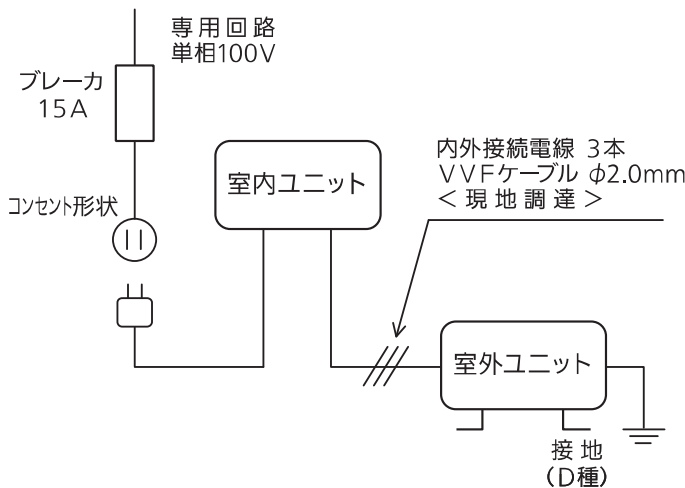 専用回路
単相100V
ブレーカ
15A
コンセント形状
室内ユニット
内外接続電線 3本
VVFケーブル φ2.0mm
<現地調達>
室外ユニット
接地
(D種)